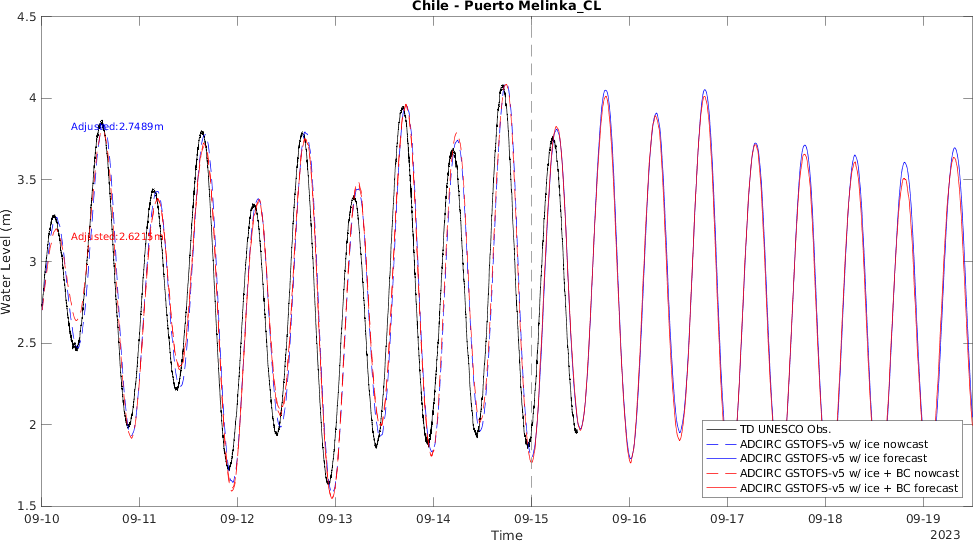 Chile - Puerto Melinka_CL
4.5
4
3.5
3
2.5
2
1.5
Water Level (m)
Adjusted:2.7489m
Adjusted:2.6215m
TD UNESCO Obs.
ADCIRC GSTOFS-v5 w/ ice nowcast
ADCIRC GSTOFS-v5 w/ ice forecast
ADCIRC GSTOFS-v5 w/ ice + BC nowcast
ADCIRC GSTOFS-v5 w/ ice + BC forecast
09-10 09-11 09-12 09-13 09-14 09-15 09-16 09-17 09-18 09-19
Time
2023